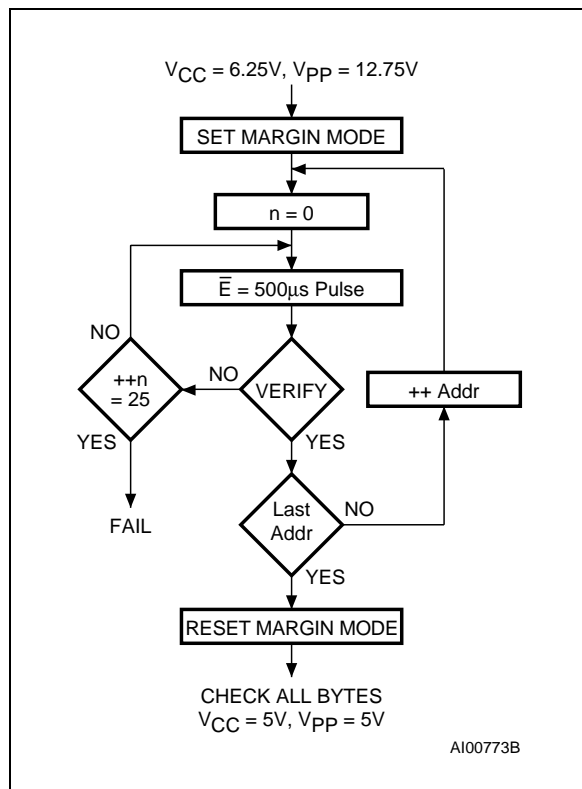 VCC = 6.25V, VPP = 12.75V
SET MARGIN MODE
n = 0
E̅ = 500µs Pulse
NO
++n
= 25
NO
VERIFY
++ Addr
YES
YES
FAIL
Last
Addr
NO
YES
RESET MARGIN MODE
CHECK ALL BYTES
VCC = 5V, VPP = 5V
AI00773B